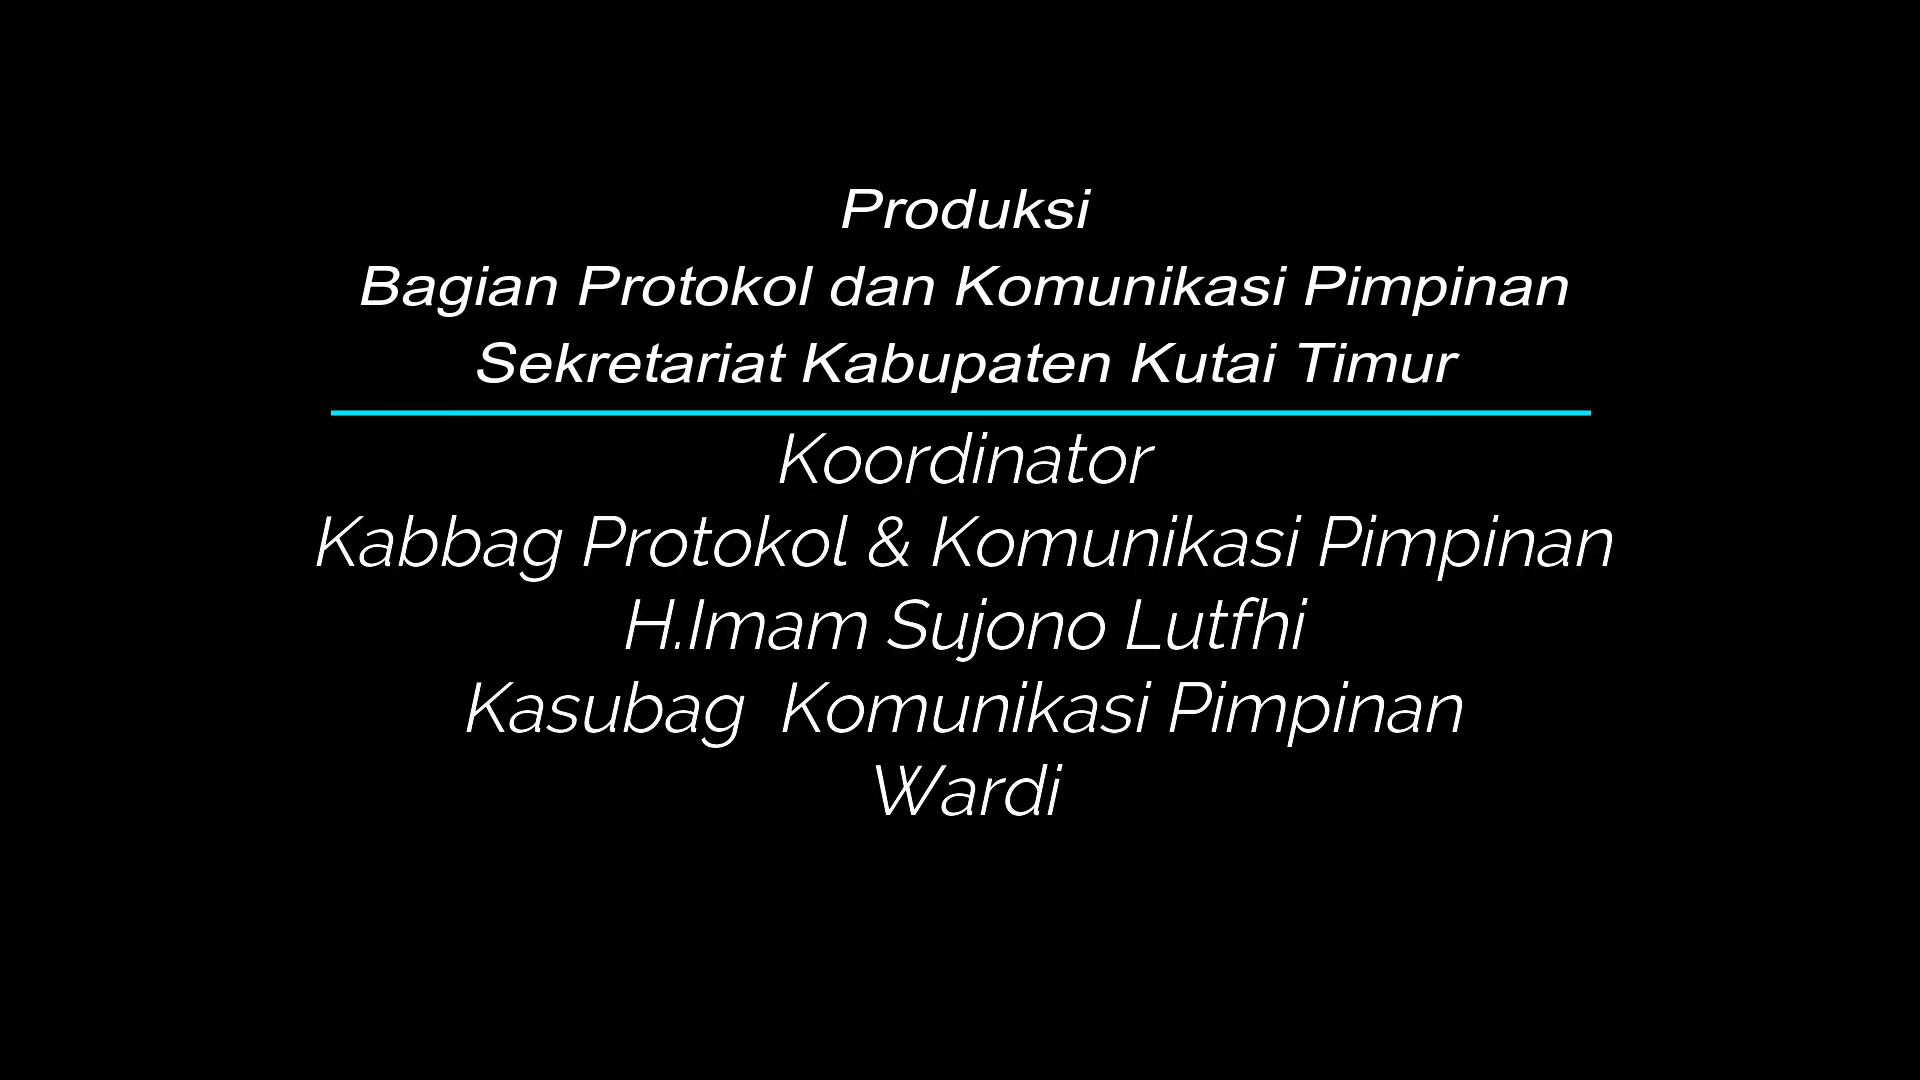 Produksi
Bagian Protokol dan Komunikasi Pimpinan
Sekretariat Kabupaten Kutai Timur
Koordinator
Kabbag Protokol & Komunikasi Pimpinan
H.Imam Sujono Lutfhi
Kasubag  Komunikasi Pimpinan
Wardi